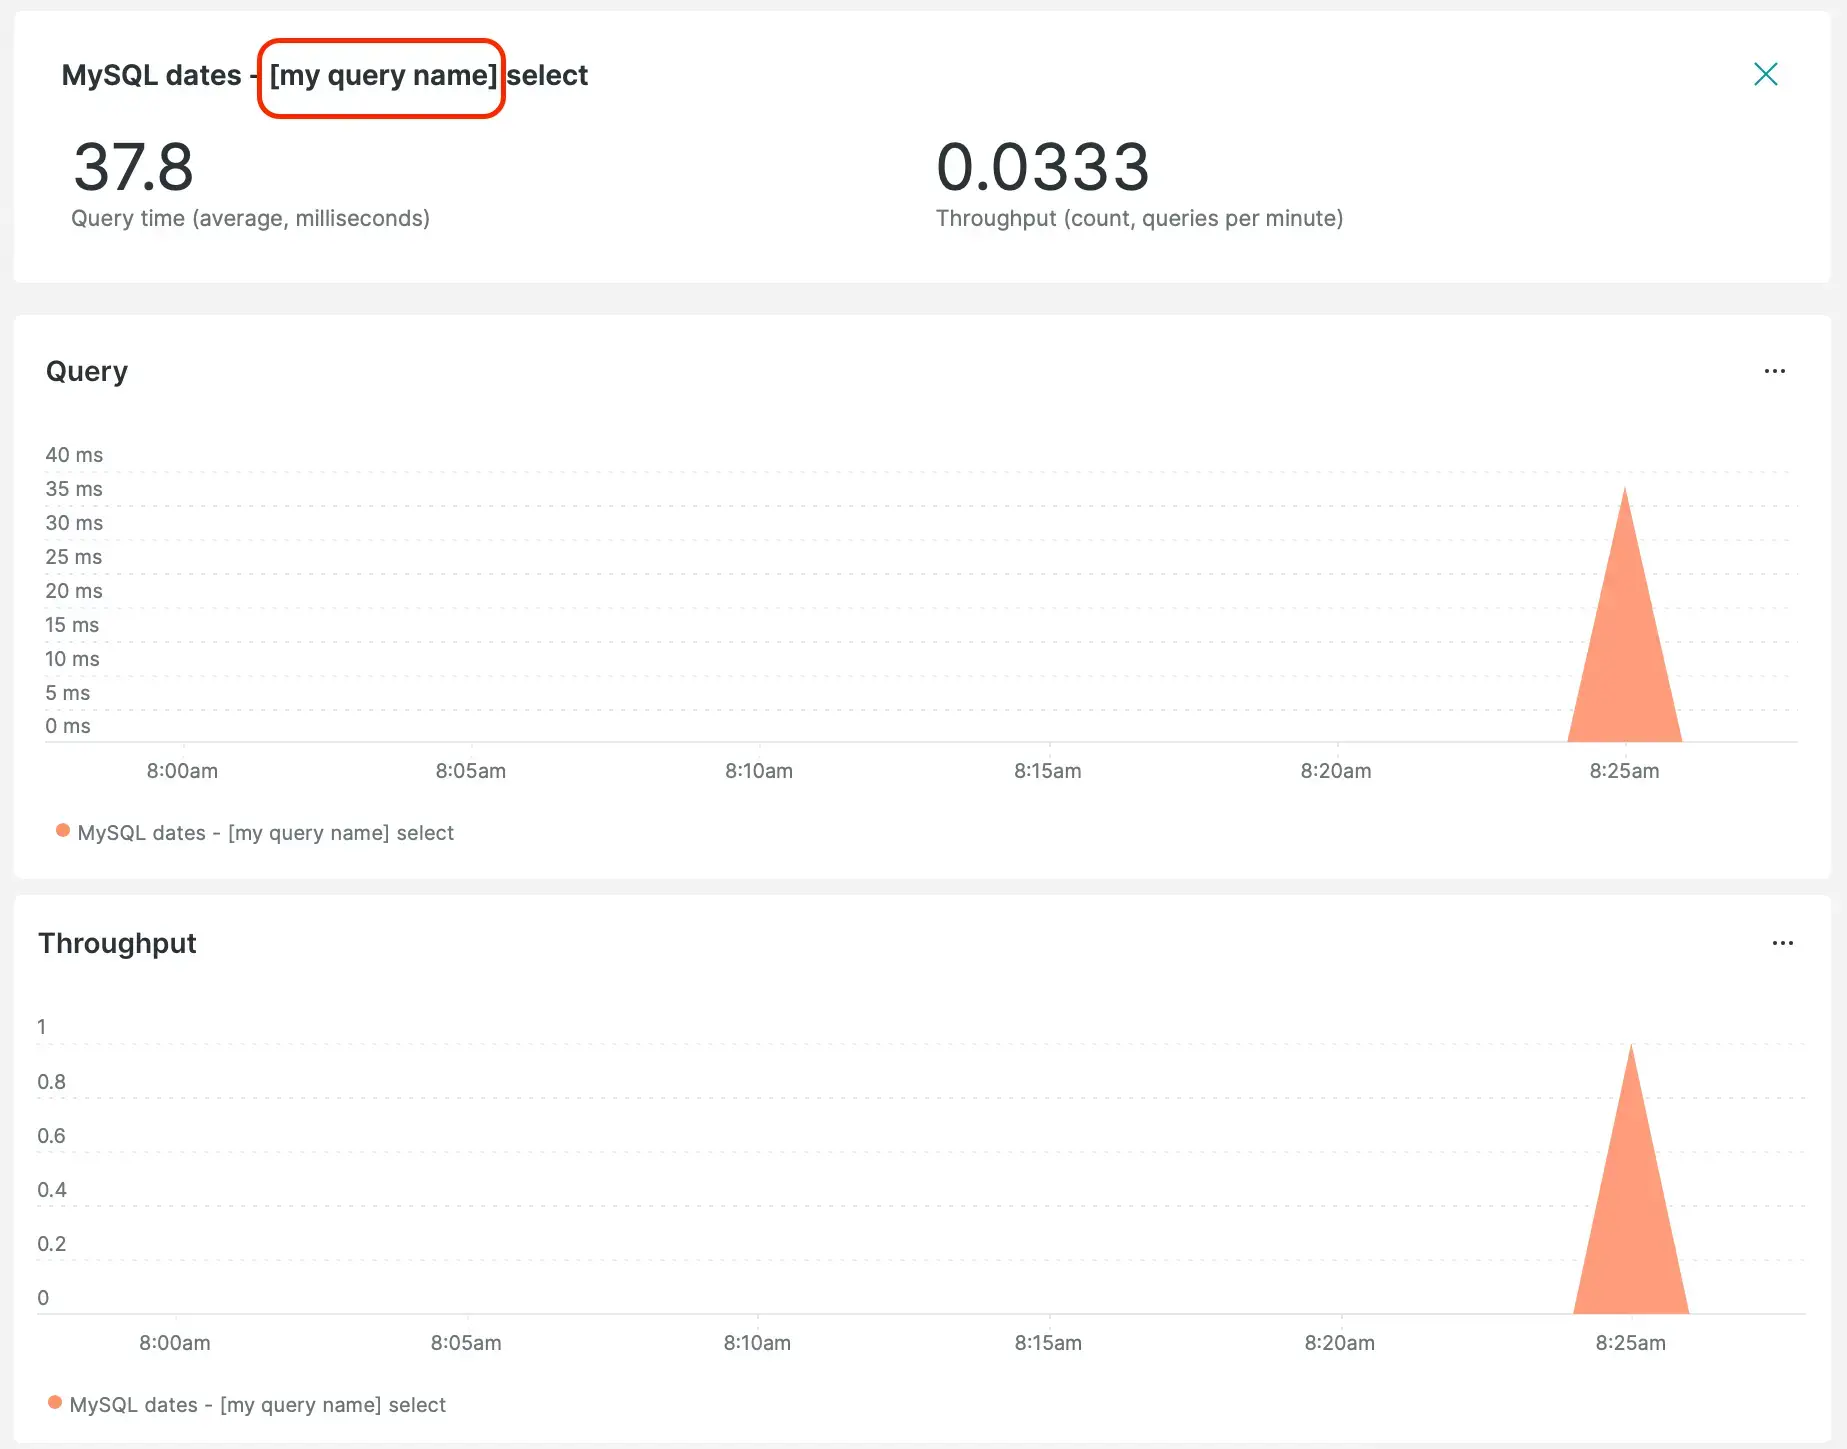 MySQL dates - [my query name] select
37.8
Query time (average, milliseconds)
0.0333
Throughput (count, queries per minute)
Query
40 ms
35 ms
30 ms
25 ms
20 ms
15 ms
10 ms
5 ms
0 ms
8:00am
8:05am
8:10am
8:15am
8:20am
8:25am
MySQL dates - [my query name] select
Throughput
1
0.8
0.6
0.4
0.2
0
8:00am
8:05am
8:10am
8:15am
8:20am
8:25am
MySQL dates - [my query name] select